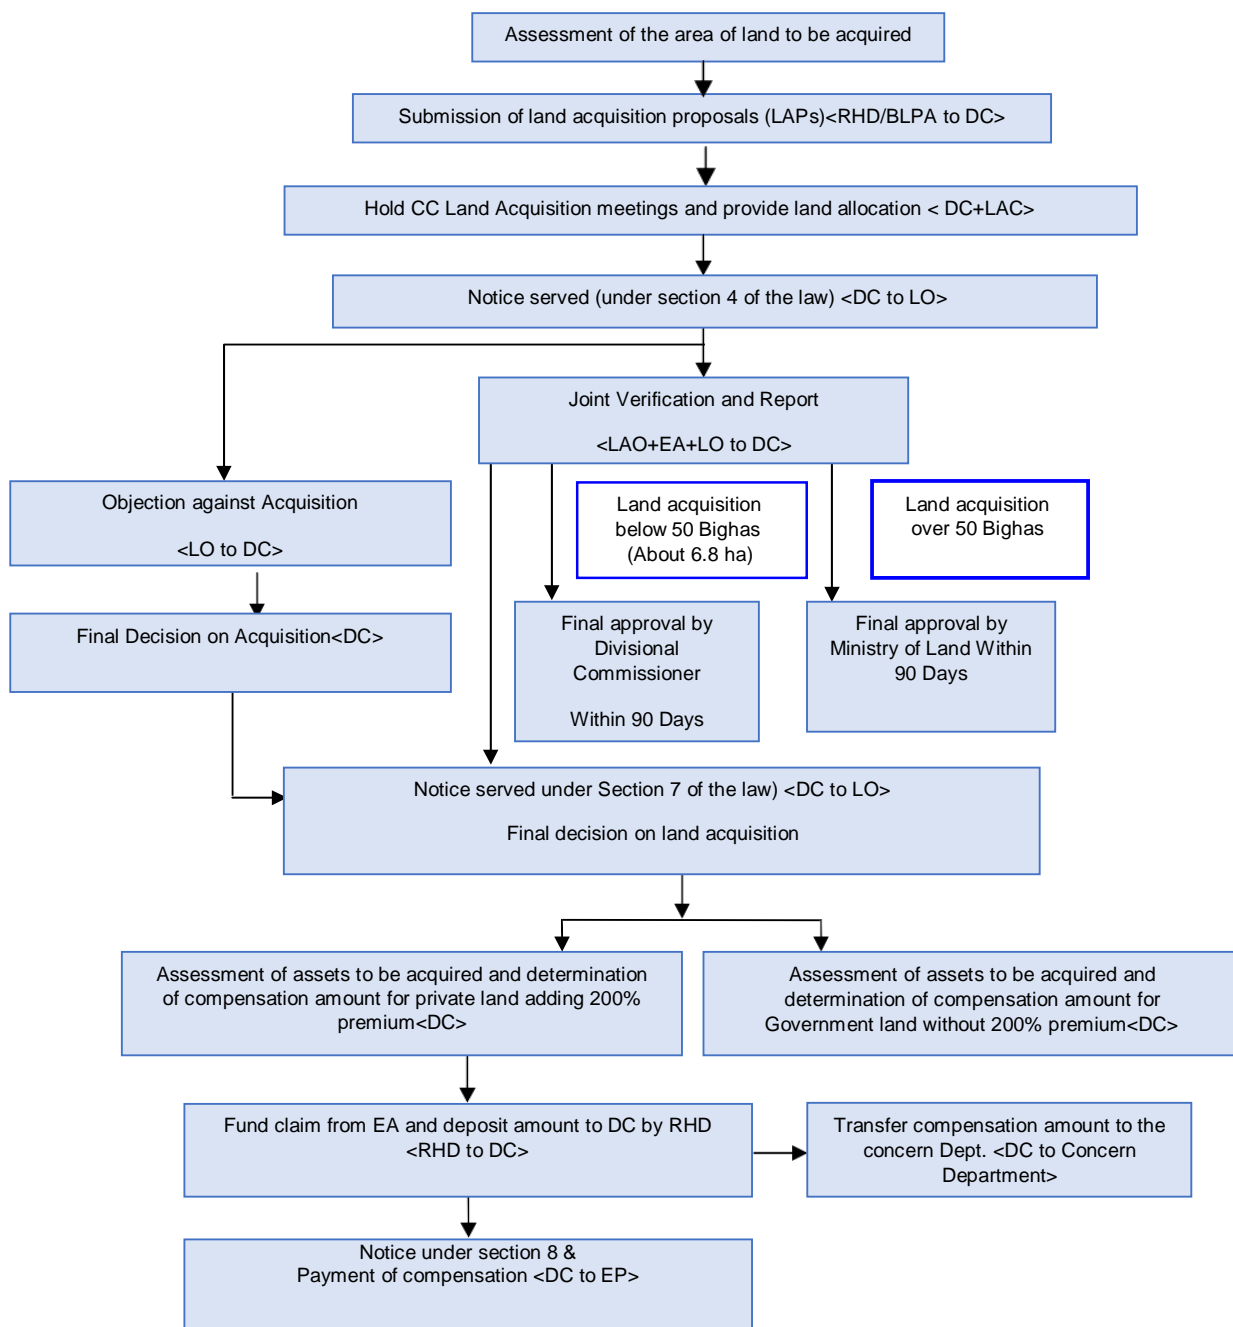 Assessment of the area of land to be acquired
Submission of land acquisition proposals (LAPs)<RHD/BLPA to DC>
Hold CC Land Acquisition meetings and provide land allocation < DC+LAC>
Notice served (under section 4 of the law) <DC to LO>
Joint Verification and Report
<LAO+EA+LO to DC>
Objection against Acquisition
<LO to DC>
Land acquisition
below 50 Bighas
(About 6.8 ha)
Land acquisition
over 50 Bighas
Final Decision on Acquisition<DC>
Final approval by
Divisional
Commissioner
Within 90 Days
Final approval by
Ministry of Land Within
90 Days
Notice served under Section 7 of the law) <DC to LO>
Final decision on land acquisition
Assessment of assets to be acquired and determination
of compensation amount for private land adding 200%
premium<DC>
Assessment of assets to be acquired and
determination of compensation amount for
Government land without 200% premium<DC>
Fund claim from EA and deposit amount to DC by RHD
<RHD to DC>
Transfer compensation amount to the
concern Dept. <DC to Concern
Department>
Notice under section 8 &
Payment of compensation <DC to EP>